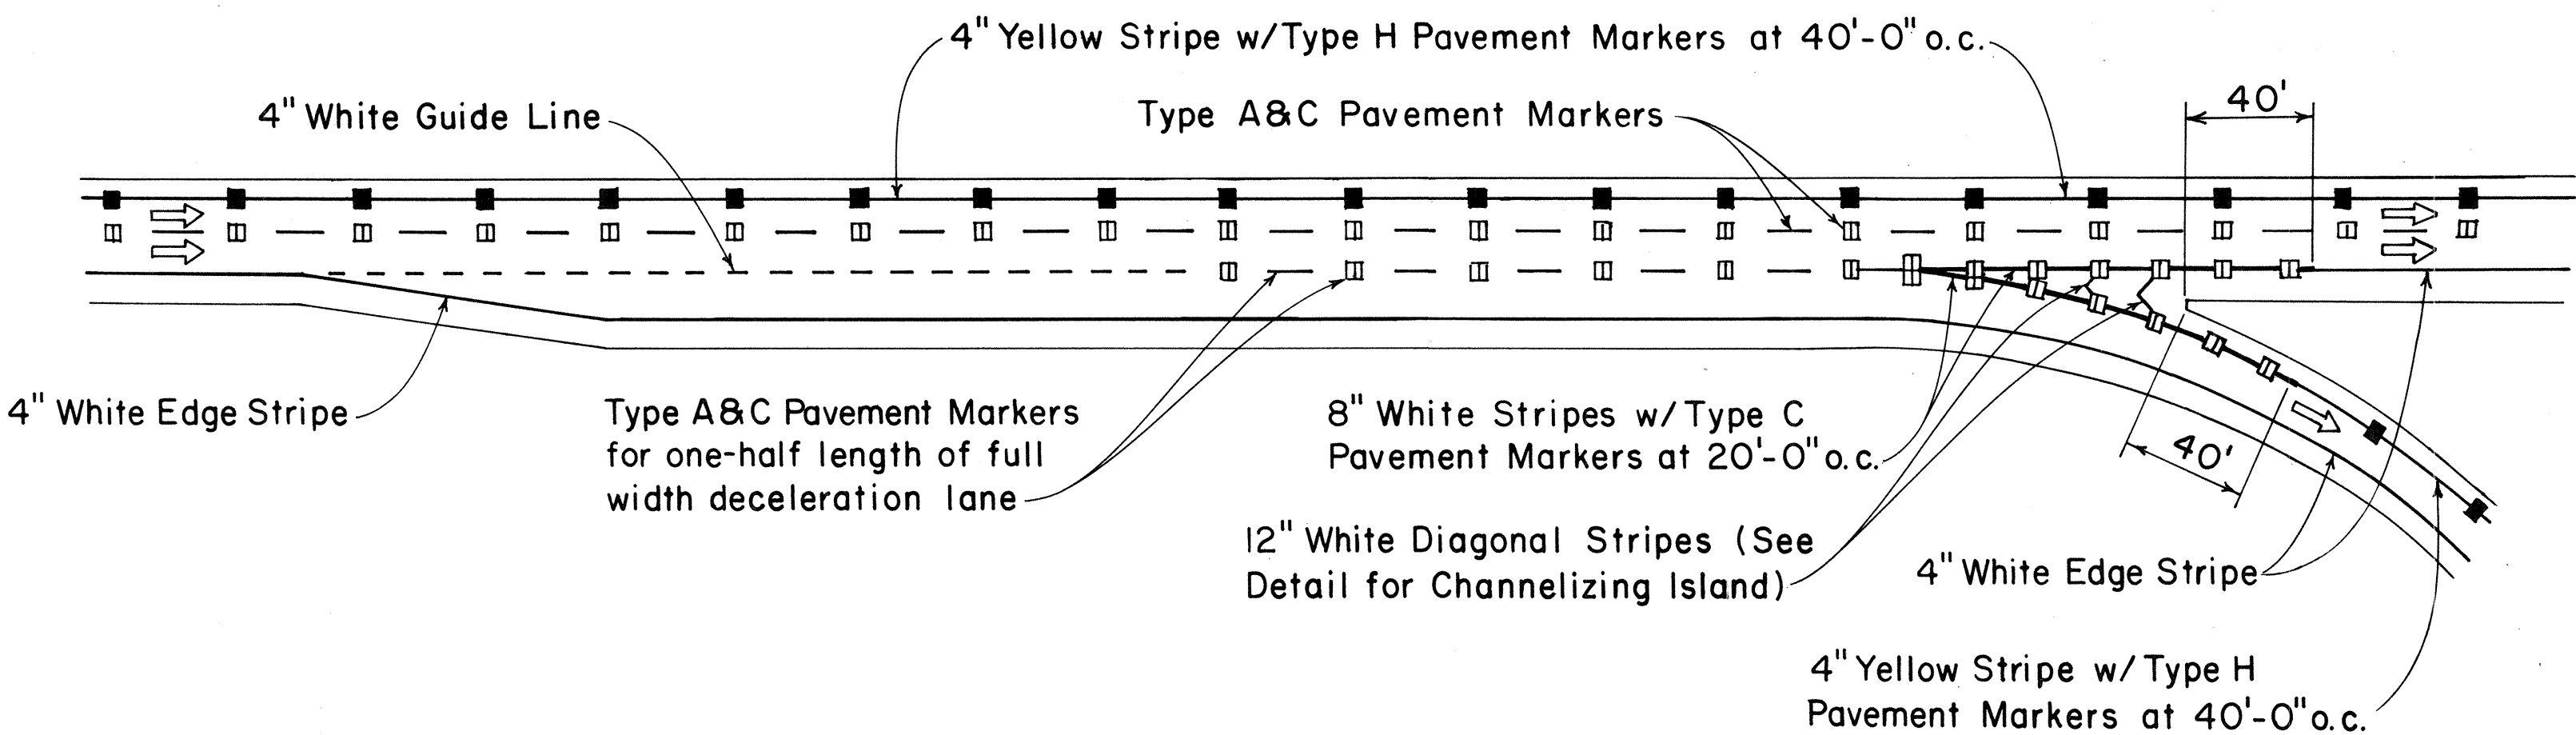 4" Yellow Stripe w/Type H Pavement Markers at 40'-0" o.c.
4" White Guide Line
Type A&C Pavement Markers
40'
4" White Edge Stripe
Type A&C Pavement Markers
for one-half length of full
width deceleration lane
8" White Stripes w/Type C
Pavement Markers at 20'-0" o.c.
40'
12" White Diagonal Stripes (See
Detail for Channelizing Island)
4" White Edge Stripe
4" Yellow Stripe w/Type H
Pavement Markers at 40'-0" o.c.